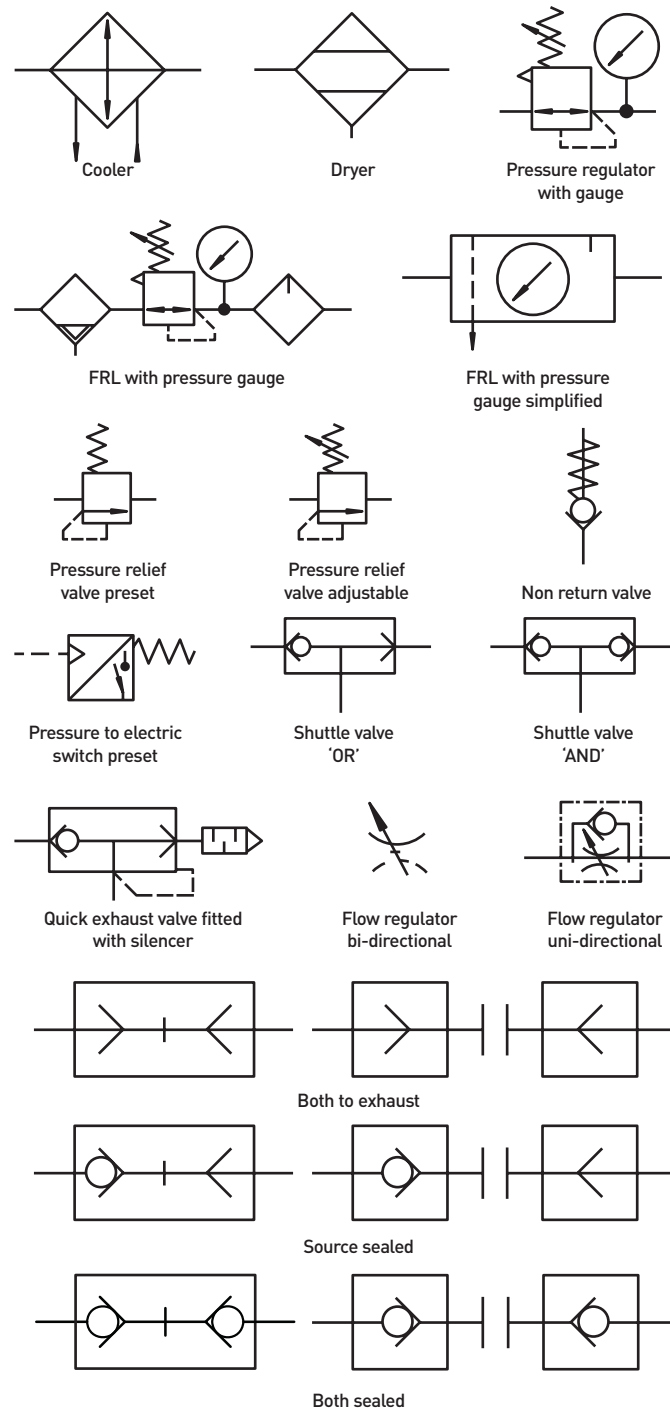 Cooler
Dryer
Pressure regulator
with gauge
FRL with pressure gauge
FRL with pressure
gauge simplified
Pressure relief
valve preset
Pressure relief
valve adjustable
Non return valve
Pressure to electric
switch preset
Shuttle valve
‘OR’
Shuttle valve
‘AND’
Quick exhaust valve fitted
with silencer
Flow regulator
bi-directional
Flow regulator
uni-directional
Both to exhaust
Source sealed
Both sealed